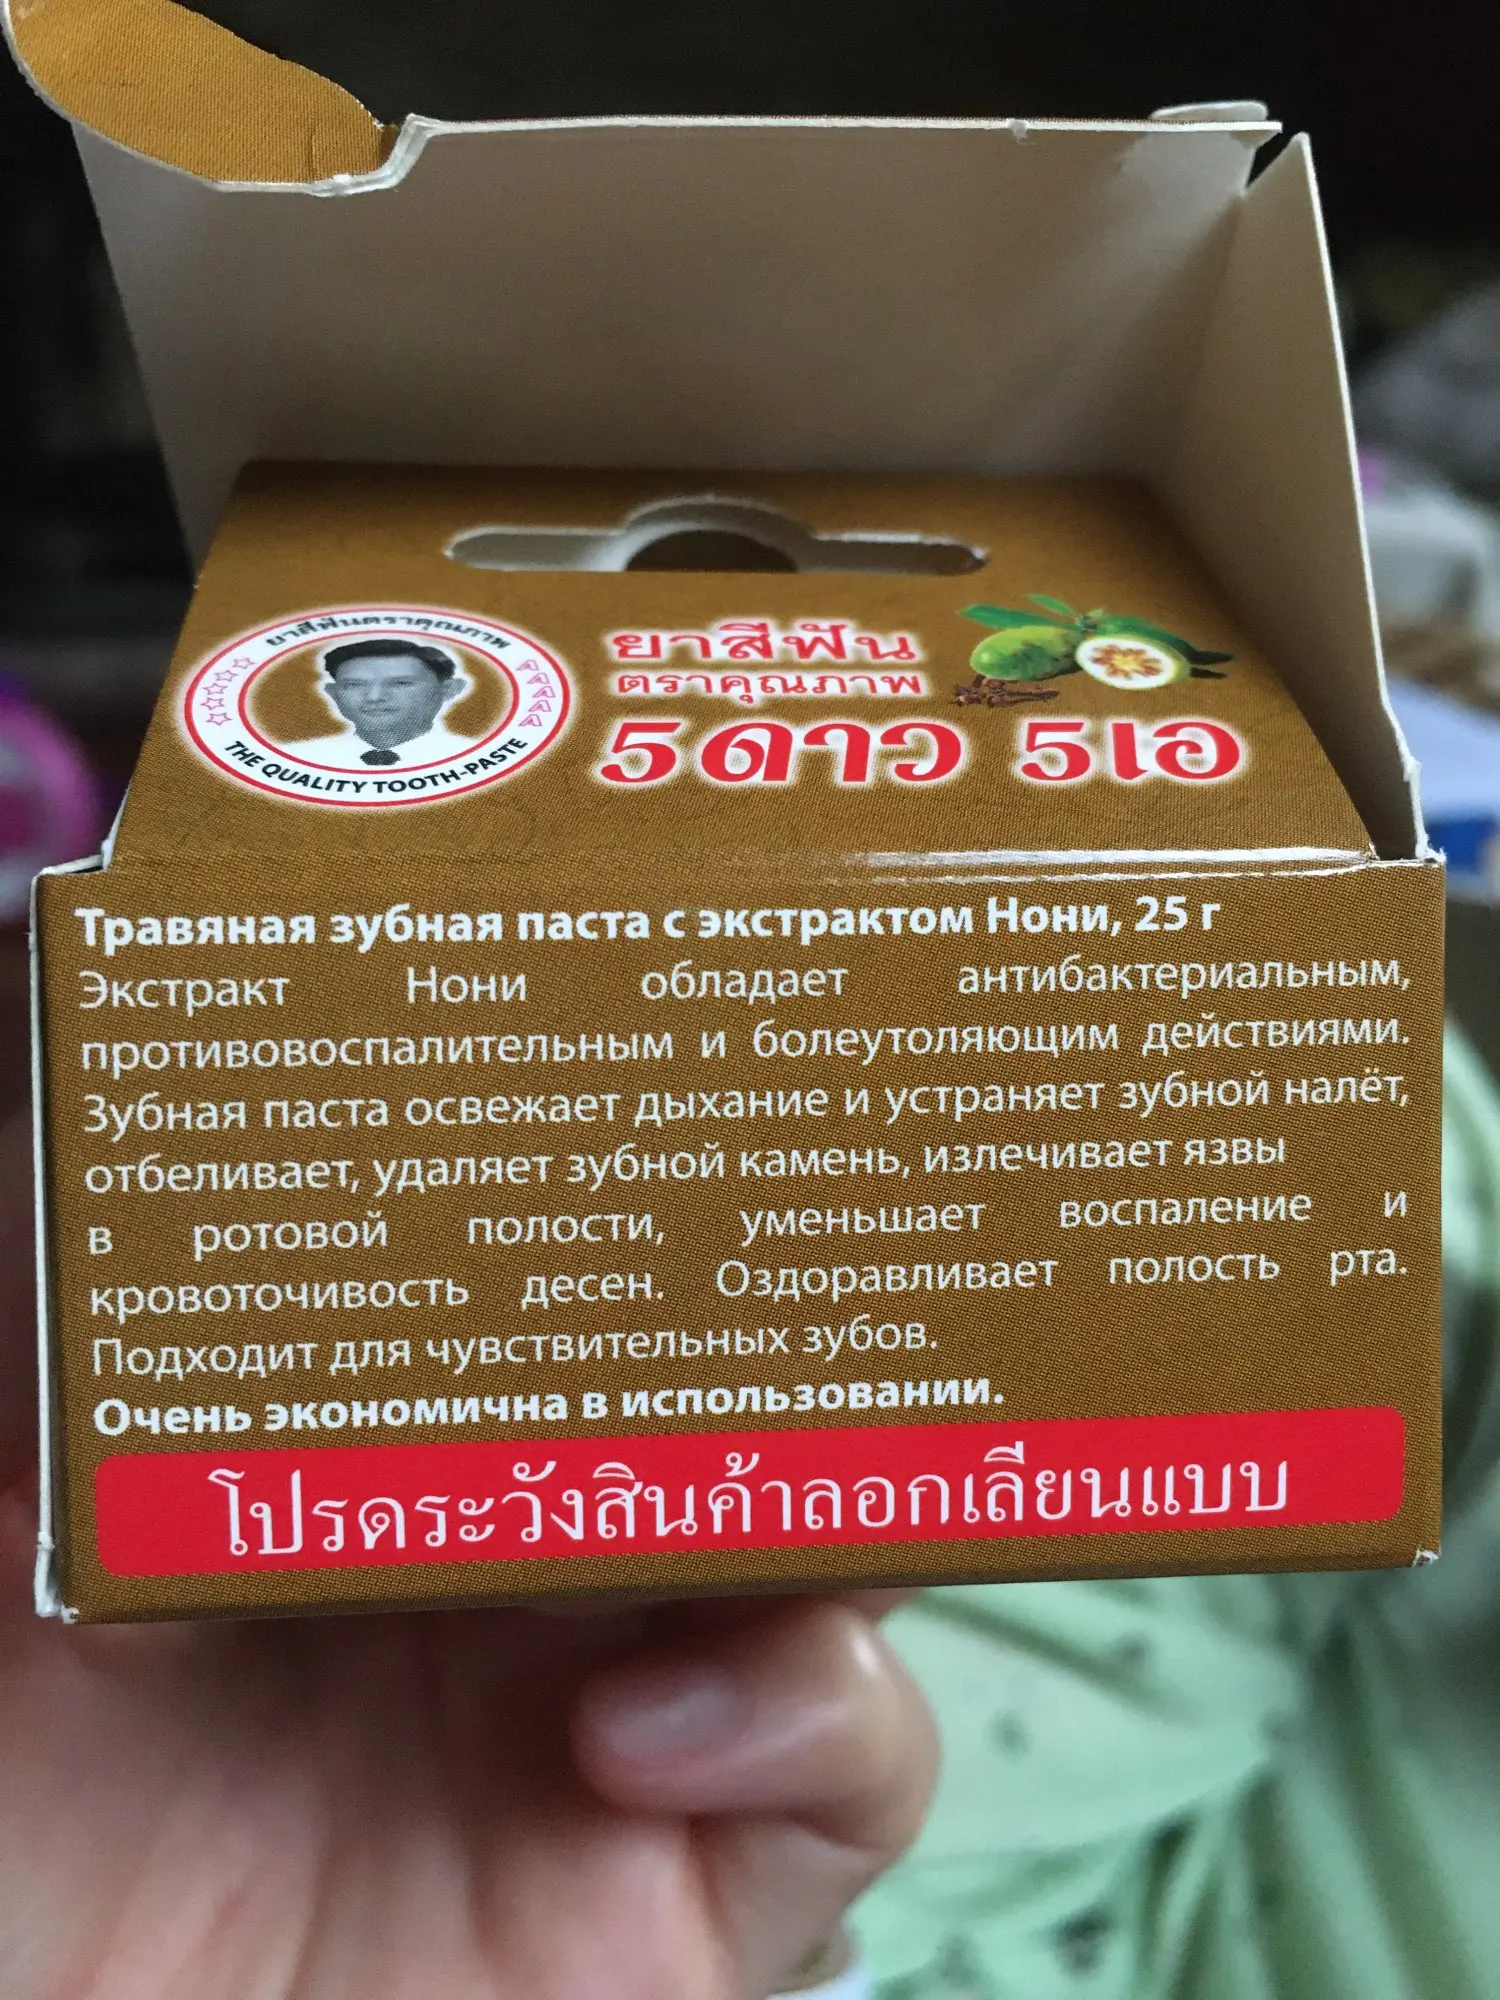 ยาสีฟันตราคุณภาพ
☆☆☆☆☆
AAAAA
THE QUALITY TOOTH-PASTE
ยาสีฟัน
ตราคุณภาพ
5ดาว 5เอ
Травяная зубная паста с экстрактом Нони, 25 г
Экстракт Нони обладает антибактериальным,
противовоспалительным и болеутоляющим действиями.
Зубная паста освежает дыхание и устраняет зубной налёт,
отбеливает, удаляет зубной камень, излечивает язвы
в ротовой полости, уменьшает воспаление и
кровоточивость десен. Оздоравливает полость рта.
Подходит для чувствительных зубов.
Очень экономична в использовании.
โปรดระวังสินค้าลอกเลียนแบบ